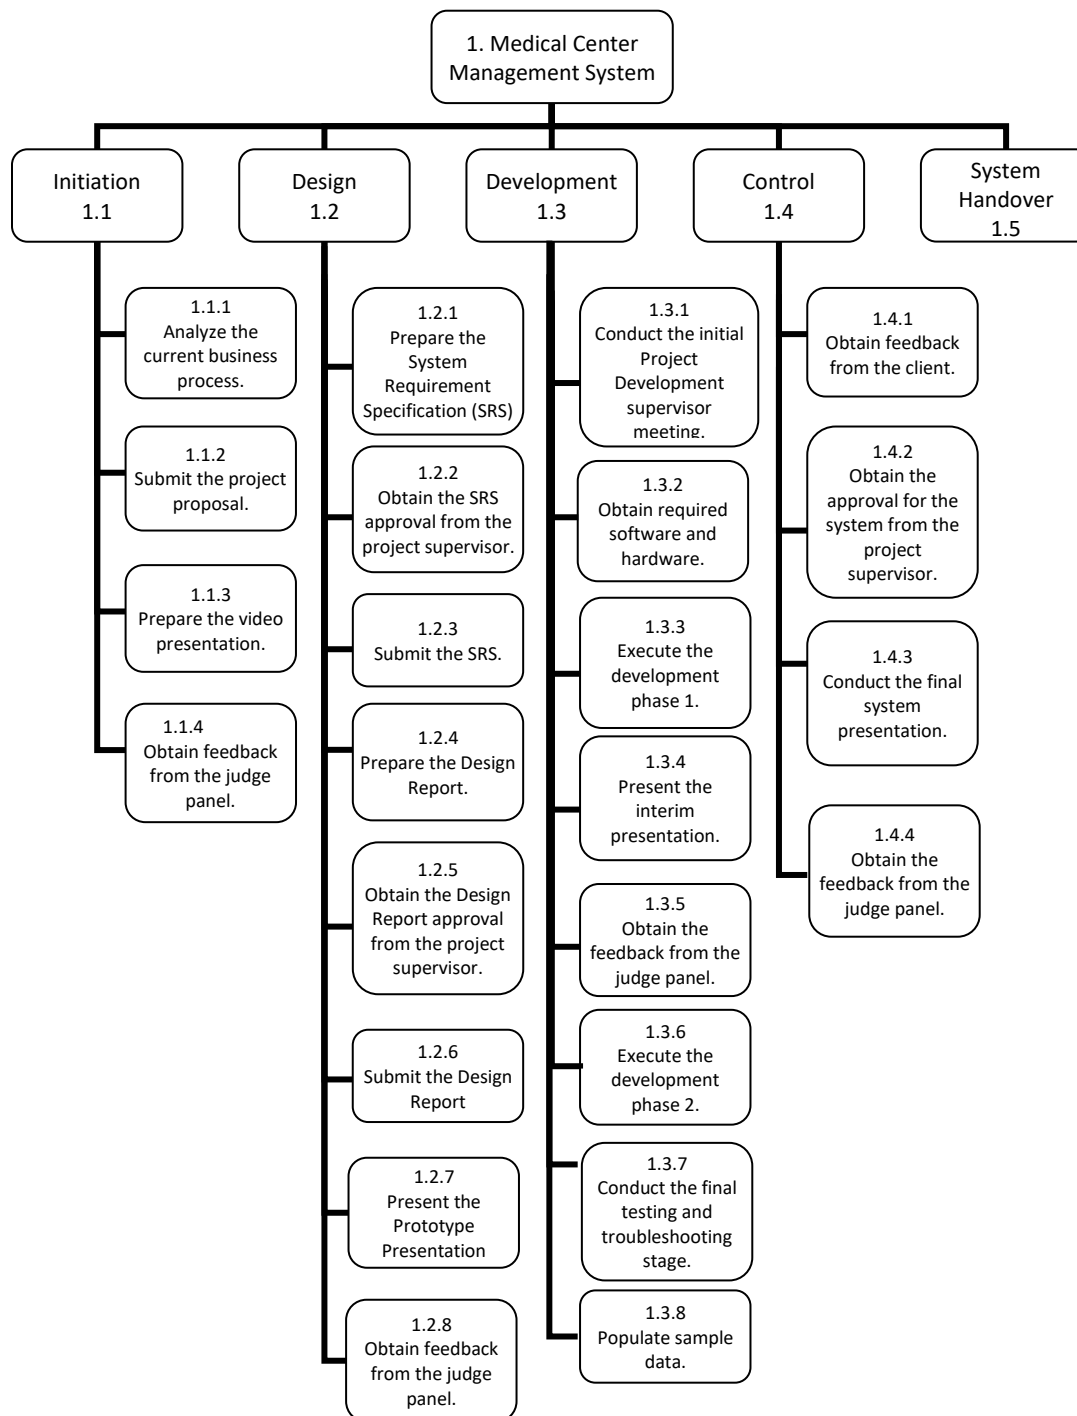 1. Medical Center
Management System
Initiation
1.1
Design
1.2
Development
1.3
Control
1.4
System
Handover
1.5
1.1.1
Analyze the
current business
process.
1.1.2
Submit the project
proposal.
1.1.3
Prepare the video
presentation.
1.1.4
Obtain feedback
from the judge
panel.
1.2.1
Prepare the
System
Requirement
Specification (SRS)
1.2.2
Obtain the SRS
approval from the
project supervisor.
1.2.3
Submit the SRS.
1.2.4
Prepare the Design
Report.
1.2.5
Obtain the Design
Report approval
from the project
supervisor.
1.2.6
Submit the Design
Report
1.2.7
Present the
Prototype
Presentation
1.2.8
Obtain feedback
from the judge
panel.
1.3.1
Conduct the initial
Project
Development
supervisor
meeting.
1.3.2
Obtain required
software and
hardware.
1.3.3
Execute the
development
phase 1.
1.3.4
Present the
interim
presentation.
1.3.5
Obtain the
feedback from the
judge panel.
1.3.6
Execute the
development
phase 2.
1.3.7
Conduct the final
testing and
troubleshooting
stage.
1.3.8
Populate sample
data.
1.4.1
Obtain feedback
from the client.
1.4.2
Obtain the
approval for the
system from the
project
supervisor.
1.4.3
Conduct the final
system
presentation.
1.4.4
Obtain the
feedback from the
judge panel.